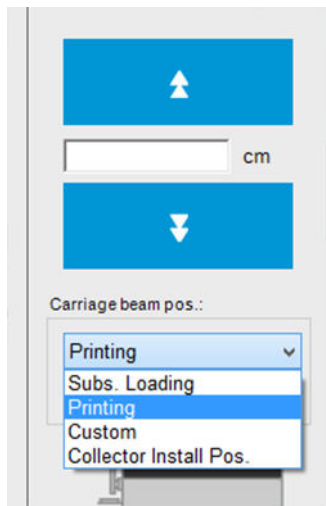 cm
Carriage beam pos.:
Printing
Subs. Loading
Printing
Custom
Collector Install Pos.